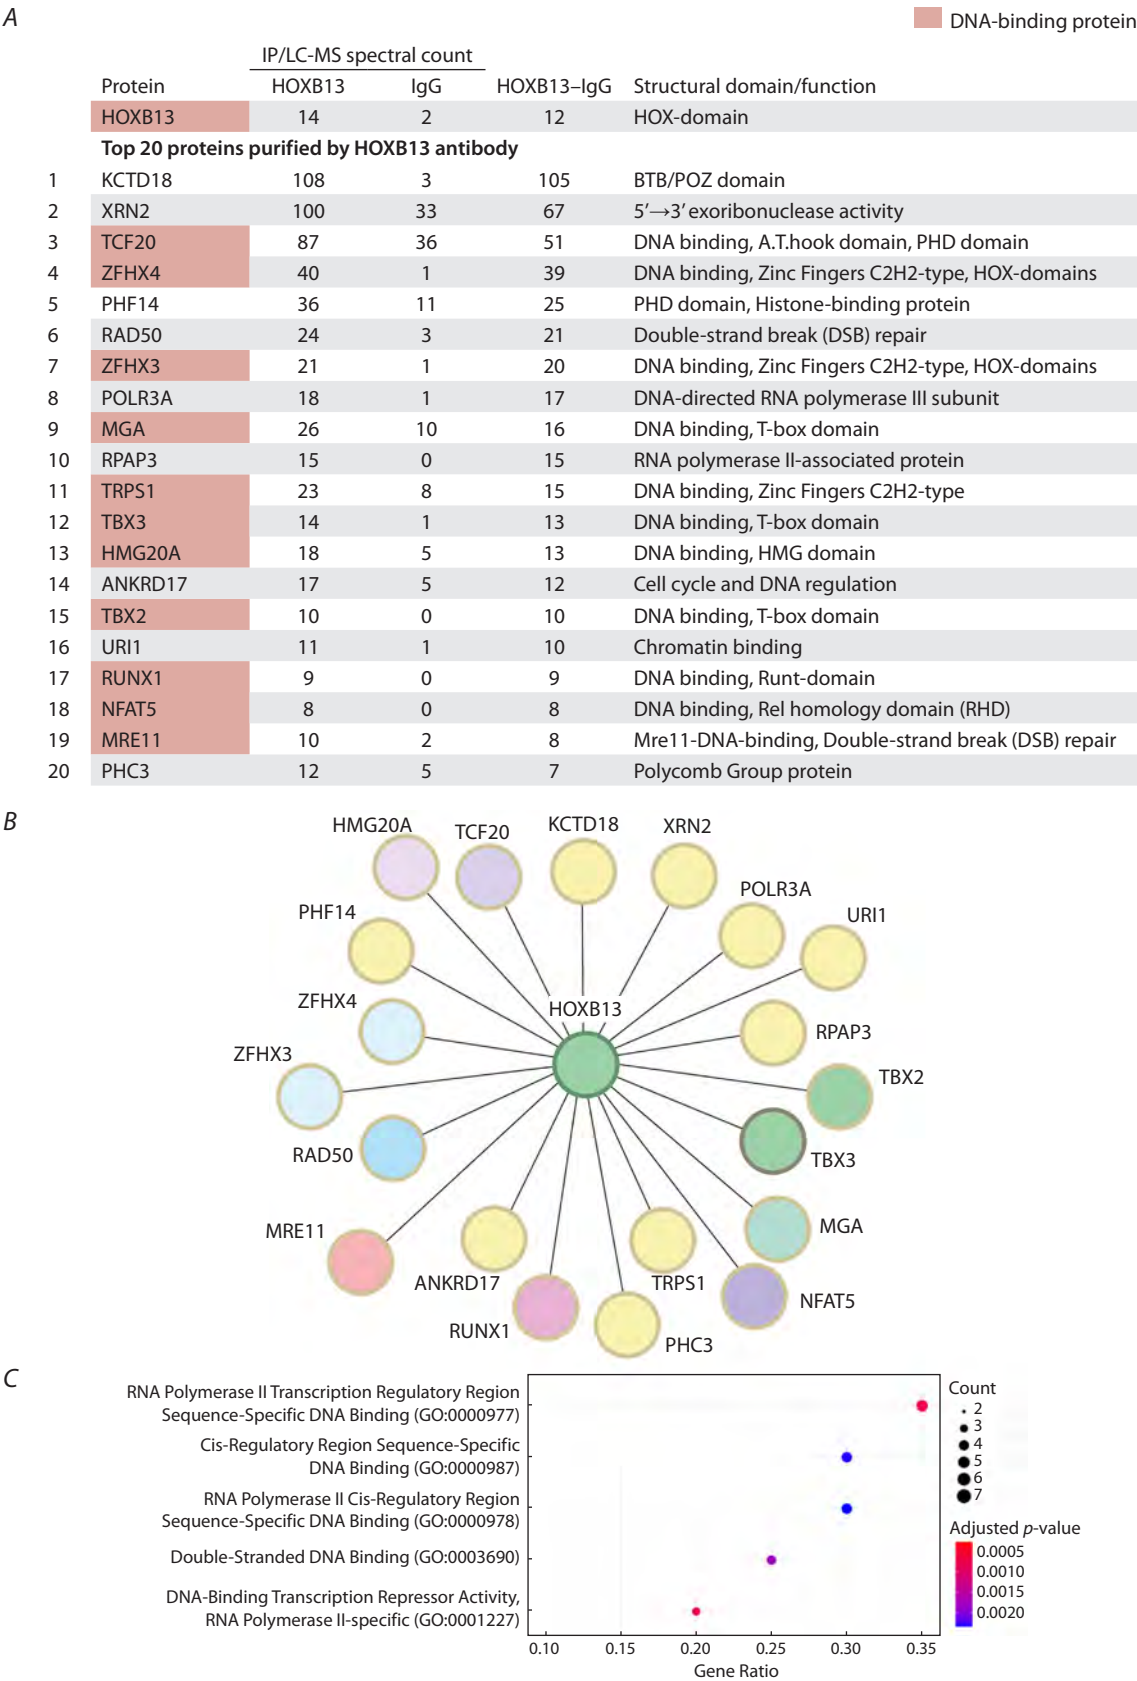 A
DNA-binding protein
IP/LC-MS spectral count
Protein HOXB13 IgG HOXB13–IgG Structural domain/function
HOXB13 14 2 12 HOX-domain
Top 20 proteins purified by HOXB13 antibody
1 KCTD18 108 3 105 BTB/POZ domain
2 XRN2 100 33 67 5′→3′ exoribonuclease activity
3 TCF20 87 36 51 DNA binding, A.T.hook domain, PHD domain
4 ZFHX4 40 1 39 DNA binding, Zinc Fingers C2H2-type, HOX-domains
5 PHF14 36 11 25 PHD domain, Histone-binding protein
6 RAD50 24 3 21 Double-strand break (DSB) repair
7 ZFHX3 21 1 20 DNA binding, Zinc Fingers C2H2-type, HOX-domains
8 POLR3A 18 1 17 DNA-directed RNA polymerase III subunit
9 MGA 26 10 16 DNA binding, T-box domain
10 RPAP3 15 0 15 RNA polymerase II-associated protein
11 TRPS1 23 8 15 DNA binding, Zinc Fingers C2H2-type
12 TBX3 14 1 13 DNA binding, T-box domain
13 HMG20A 18 5 13 DNA binding, HMG domain
14 ANKRD17 17 5 12 Cell cycle and DNA regulation
15 TBX2 10 0 10 DNA binding, T-box domain
16 URI1 11 1 10 Chromatin binding
17 RUNX1 9 0 9 DNA binding, Runt-domain
18 NFAT5 8 0 8 DNA binding, Rel homology domain (RHD)
19 MRE11 10 2 8 Mre11-DNA-binding, Double-strand break (DSB) repair
20 PHC3 12 5 7 Polycomb Group protein
B
HMG20A
TCF20
KCTD18
XRN2
POLR3A
URI1
PHF14
ZFHX4
HOXB13
RPAP3
ZFHX3
TBX2
RAD50
TBX3
MRE11
MGA
ANKRD17
TRPS1
NFAT5
RUNX1
PHC3
C
RNA Polymerase II Transcription Regulatory Region
Sequence-Specific DNA Binding (GO:0000977)
Cis-Regulatory Region Sequence-Specific
DNA Binding (GO:0000987)
RNA Polymerase II Cis-Regulatory Region
Sequence-Specific DNA Binding (GO:0000978)
Double-Stranded DNA Binding (GO:0003690)
DNA-Binding Transcription Repressor Activity,
RNA Polymerase II-specific (GO:0001227)
0.10 0.15 0.20 0.25 0.30 0.35
Gene Ratio
Count
2
3
4
5
6
7
Adjusted p-value
0.0005
0.0010
0.0015
0.0020